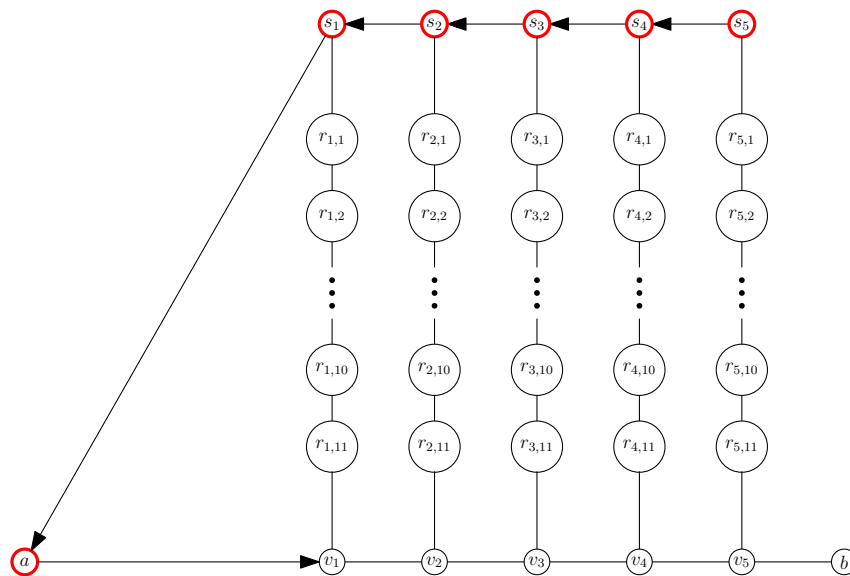 s₁ s₂ s₃ s₄ s₅
r₁,₁ r₂,₁ r₃,₁ r₄,₁ r₅,₁
r₁,₂ r₂,₂ r₃,₂ r₄,₂ r₅,₂
r₁,₁₀ r₂,₁₀ r₃,₁₀ r₄,₁₀ r₅,₁₀
r₁,₁₁ r₂,₁₁ r₃,₁₁ r₄,₁₁ r₅,₁₁
a v₁ v₂ v₃ v₄ v₅ b